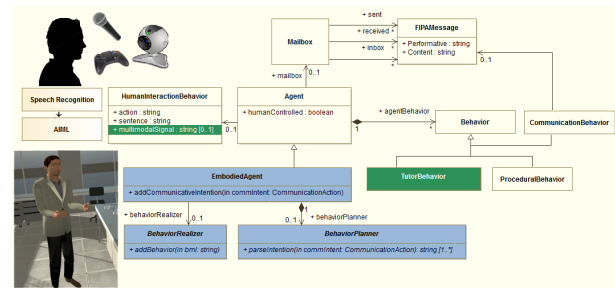 + sent
+ received
+ inbox
*
*
*
Mailbox
FIPAMessage
+ Performative : string
+ Content : string
0..1
+ mailbox
0..1
Speech Recognition
AIML
HumanInteractionBehavior
+ action : string
+ sentence : string
+ multimodalSignal : string [0..1]
0..1
Agent
+ humanControlled : boolean
1
+ agentBehavior
*
Behavior
CommunicationBehavior
EmbodiedAgent
+ addCommunicativeIntention(in commIntent: CommunicationAction)
TutorBehavior
ProceduralBehavior
+ behaviorRealizer
0..1
1
+ behaviorPlanner
0..1
BehaviorRealizer
+ addBehavior(in bml: string)
BehaviorPlanner
+ parseIntention(in commIntent: CommunicationAction): string [1..*]